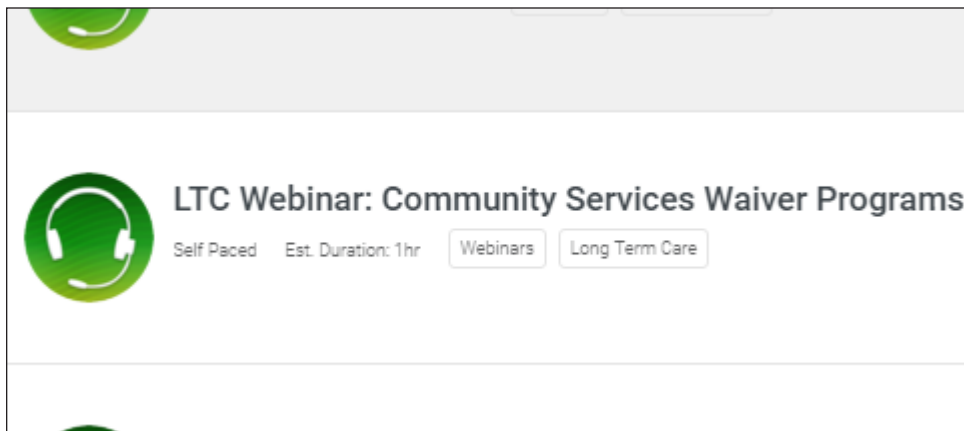 LTC Webinar: Community Services Waiver Programs
Self Paced Est. Duration: 1hr Webinars Long Term Care